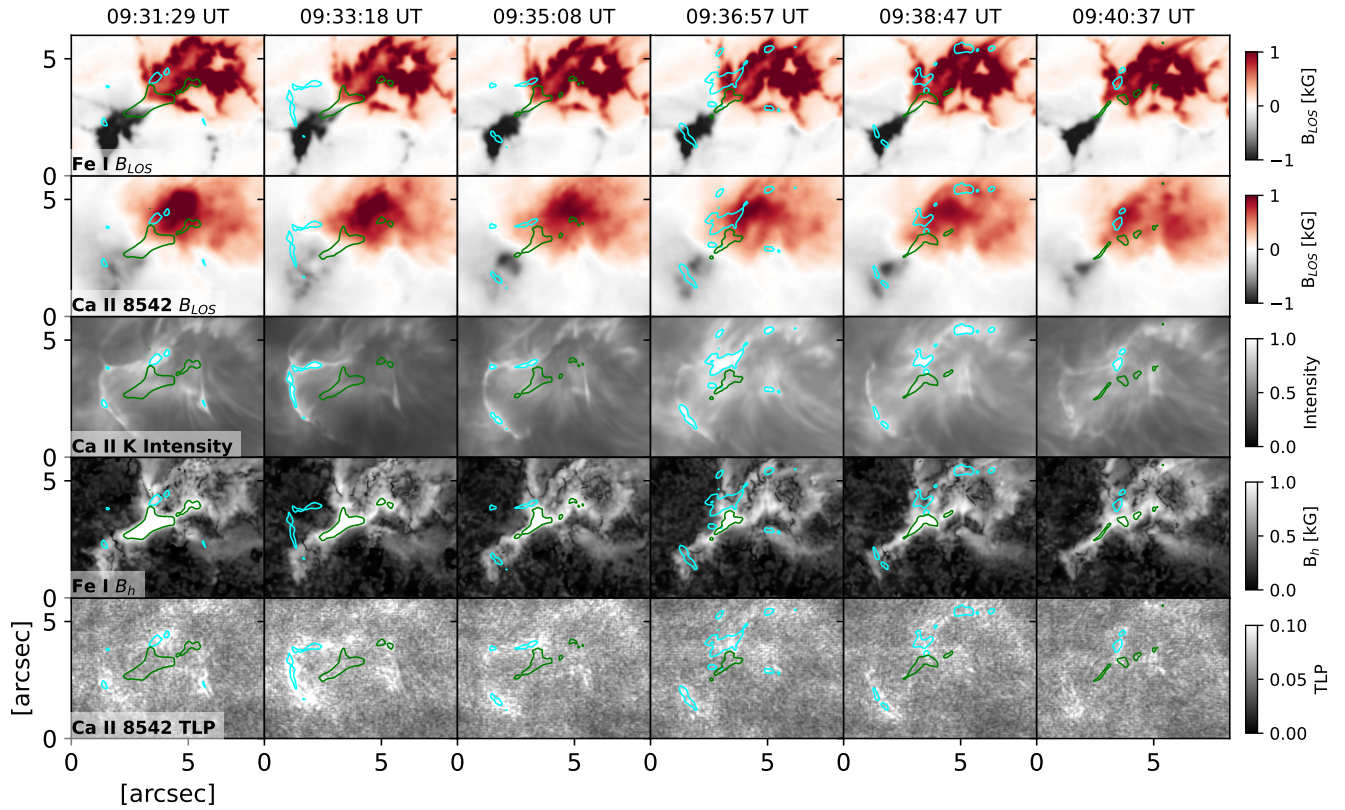 09:31:29 UT 09:33:18 UT 09:35:08 UT 09:36:57 UT 09:38:47 UT 09:40:37 UT
5
Fe I B_LOS
0
1
0
−1
B_LOS [kG]
5
Ca II 8542 B_LOS
0
1
0
−1
B_LOS [kG]
5
Ca II K Intensity
0
1.0
0.5
0.0
Intensity
5
Fe I B_h
0
1.0
0.5
0.0
B_h [kG]
5
Ca II 8542 TLP
0
0.10
0.05
0.00
TLP
[arcsec]
0 5 0 5 0 5 0 5 0 5 0 5
[arcsec]